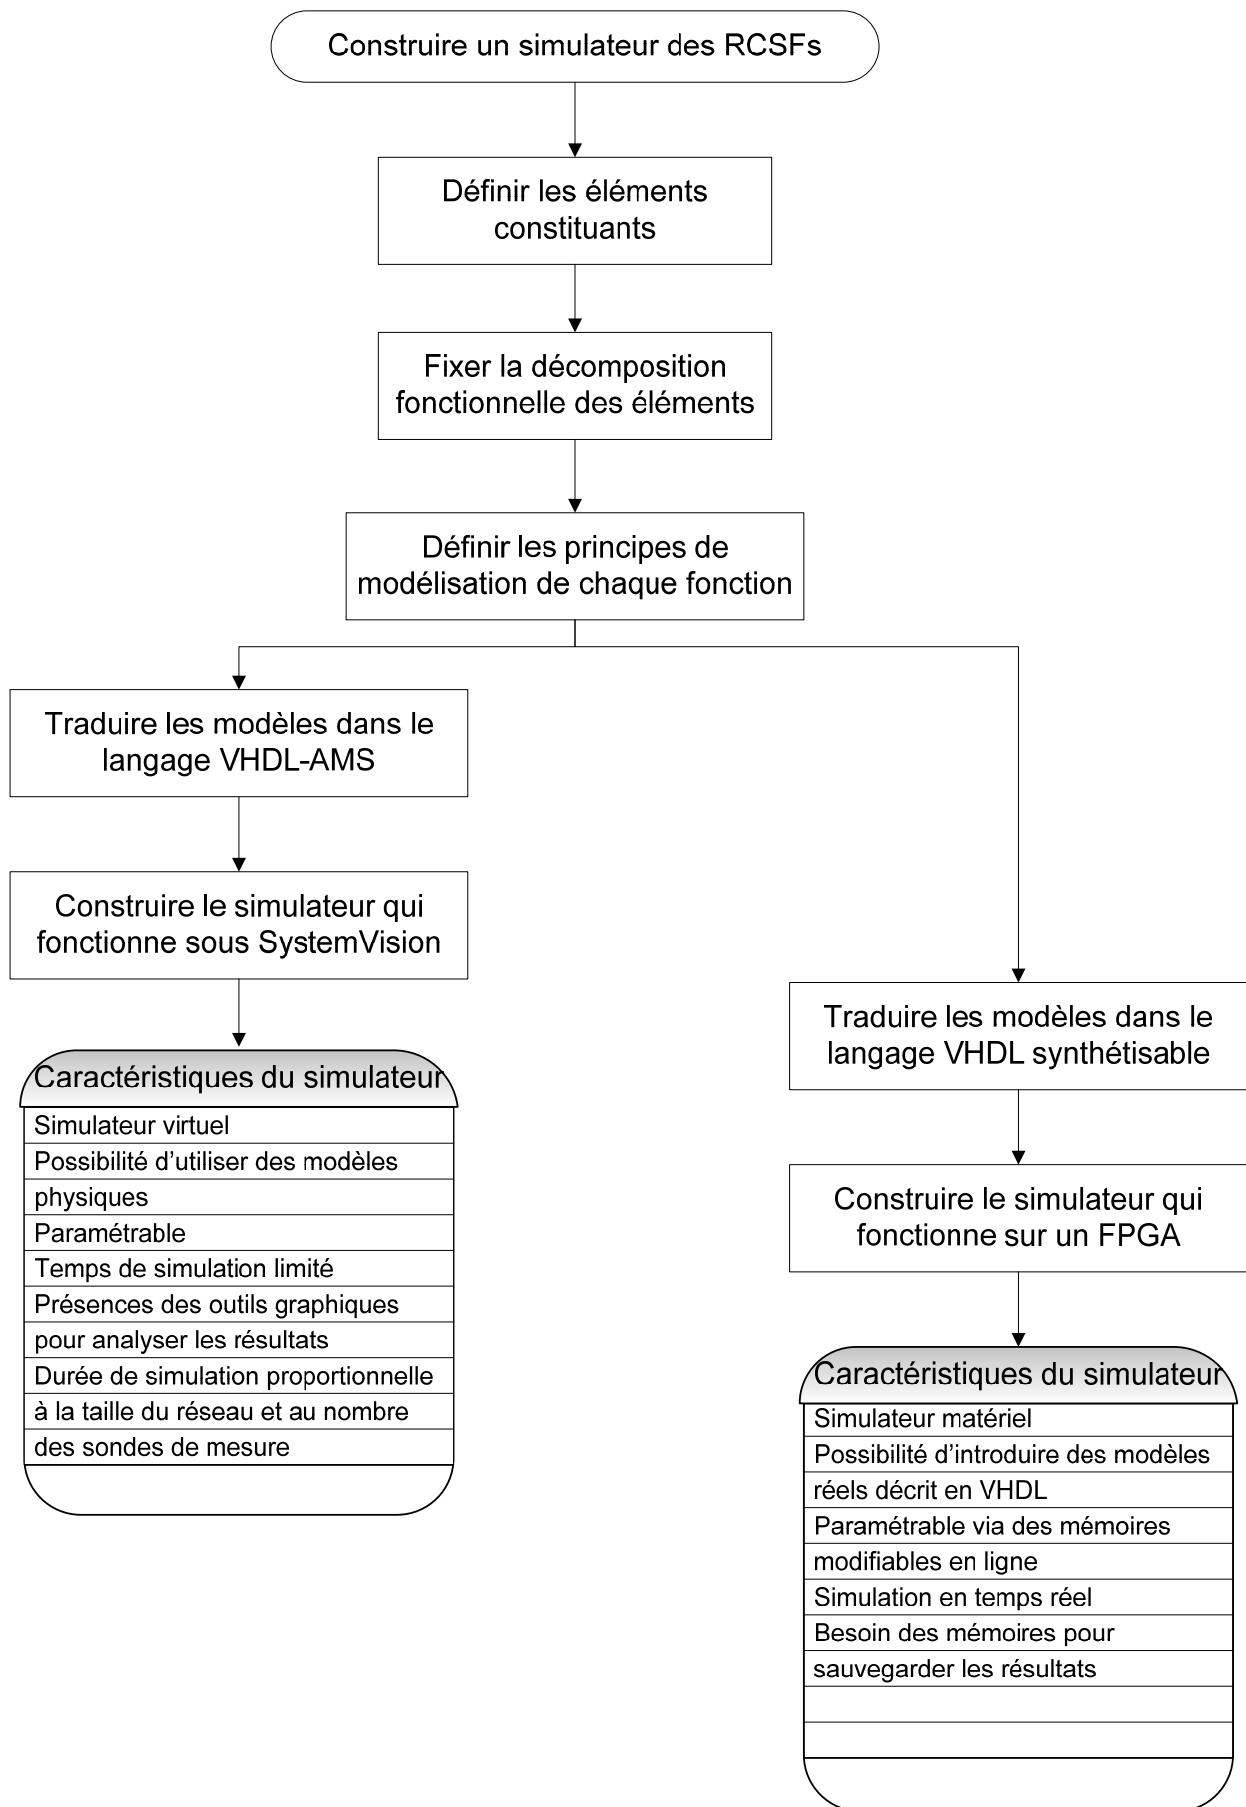 Construire un simulateur des RCSFs
Définir les éléments
constituants
Fixer la décomposition
fonctionnelle des éléments
Définir les principes de
modélisation de chaque fonction
Traduire les modèles dans le
langage VHDL-AMS
Construire le simulateur qui
fonctionne sous SystemVision
Caractéristiques du simulateur
Simulateur virtuel
Possibilité d'utiliser des modèles
physiques
Paramétrable
Temps de simulation limité
Présences des outils graphiques
pour analyser les résultats
Durée de simulation proportionnelle
à la taille du réseau et au nombre
des sondes de mesure
Traduire les modèles dans le
langage VHDL synthétisable
Construire le simulateur qui
fonctionne sur un FPGA
Caractéristiques du simulateur
Simulateur matériel
Possibilité d'introduire des modèles
réels décrit en VHDL
Paramétrable via des mémoires
modifiables en ligne
Simulation en temps réel
Besoin des mémoires pour
sauvegarder les résultats